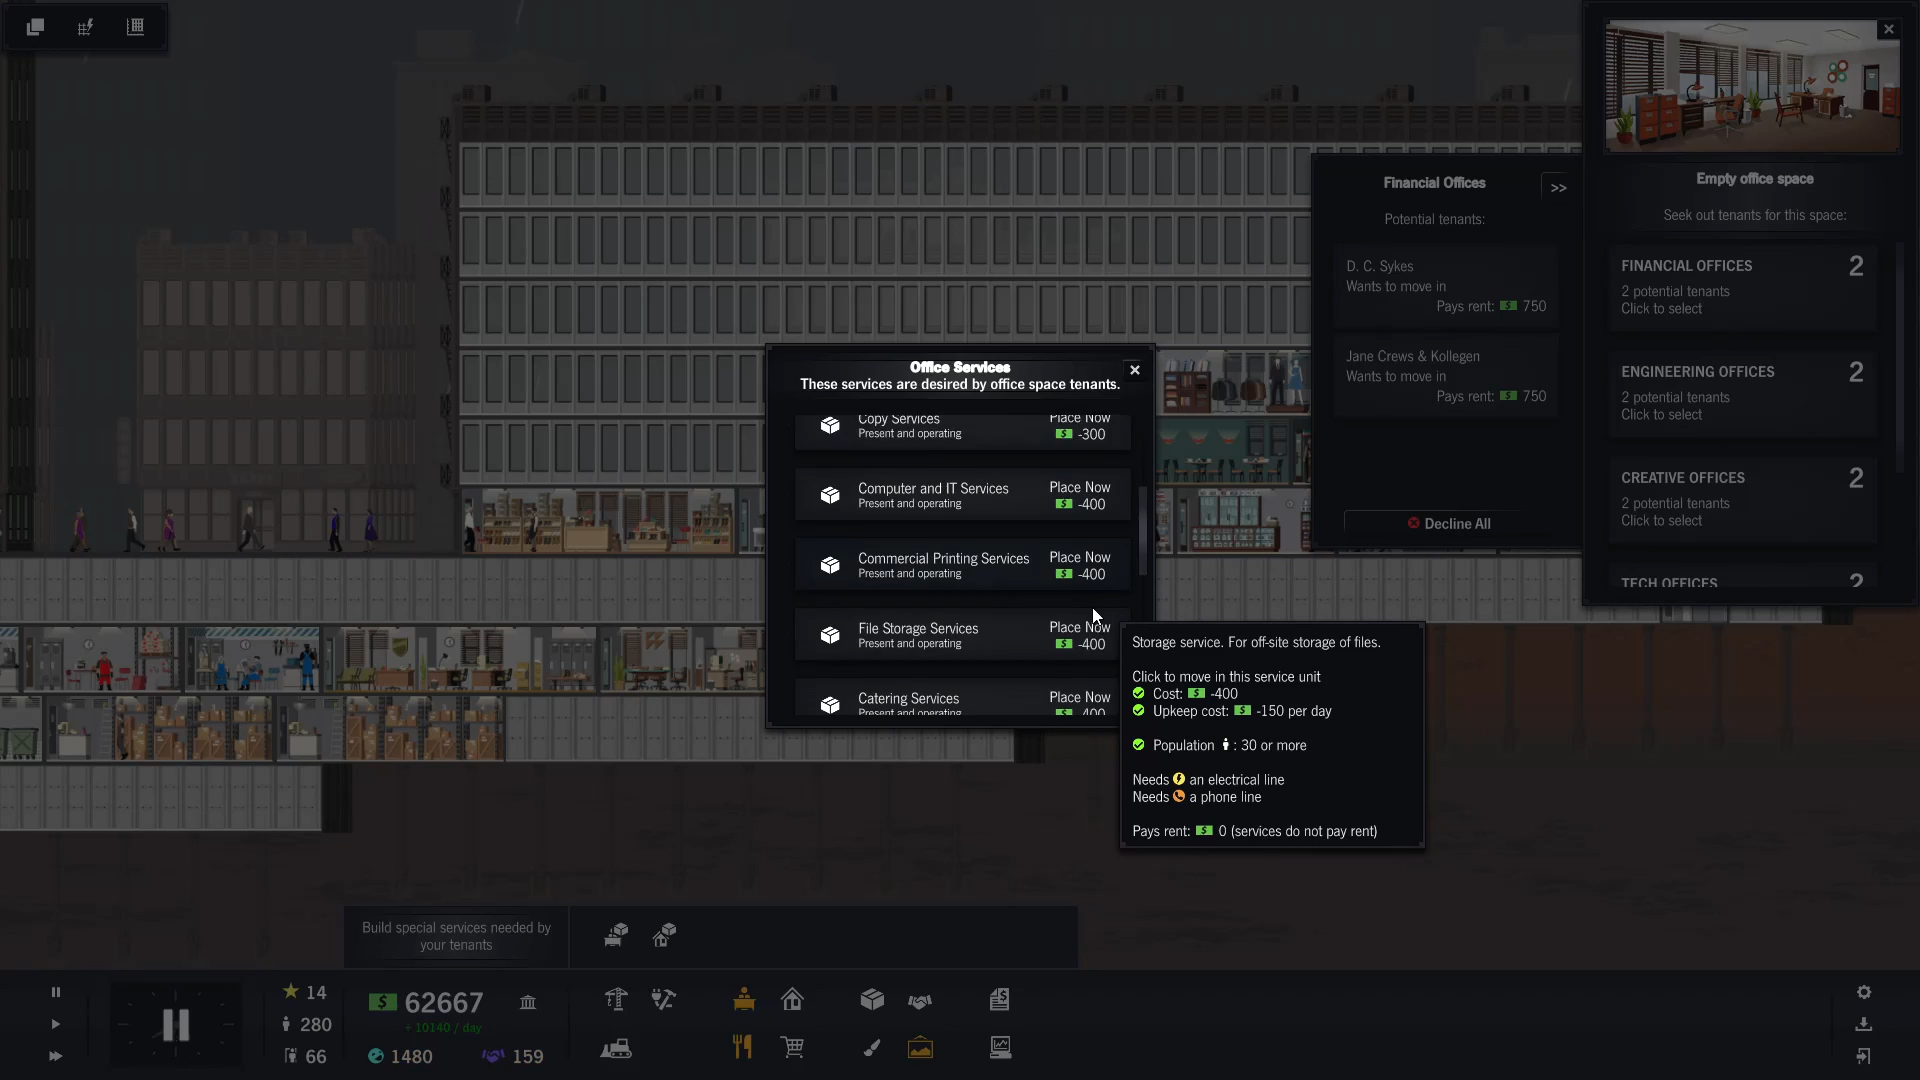 Empty office space
Seek out tenants for this space:
FINANCIAL OFFICES 2
2 potential tenants
Click to select
ENGINEERING OFFICES 2
2 potential tenants
Click to select
CREATIVE OFFICES 2
2 potential tenants
Click to select
TECH OFFICES 2
Financial Offices >>
Potential tenants:
D. C. Sykes
Wants to move in
Pays rent: $ 750
Jane Crews & Kollegen
Wants to move in
Pays rent: $ 750
Decline All
Office Services
These services are desired by office space tenants.
Copy Services Place Now
Present and operating $ -300
Computer and IT Services Place Now
Present and operating $ -400
Commercial Printing Services Place Now
Present and operating $ -400
File Storage Services Place Now
Present and operating $ -400
Catering Services Place Now
Present and operating $ -400
Storage service. For off-site storage of files.
Click to move in this service unit
Cost: $ -400
Upkeep cost: $ -150 per day
Population : 30 or more
Needs an electrical line
Needs a phone line
Pays rent: $ 0 (services do not pay rent)
Build special services needed by
your tenants
14
280
66
$ 62667
+ 10140 / day
1480 159